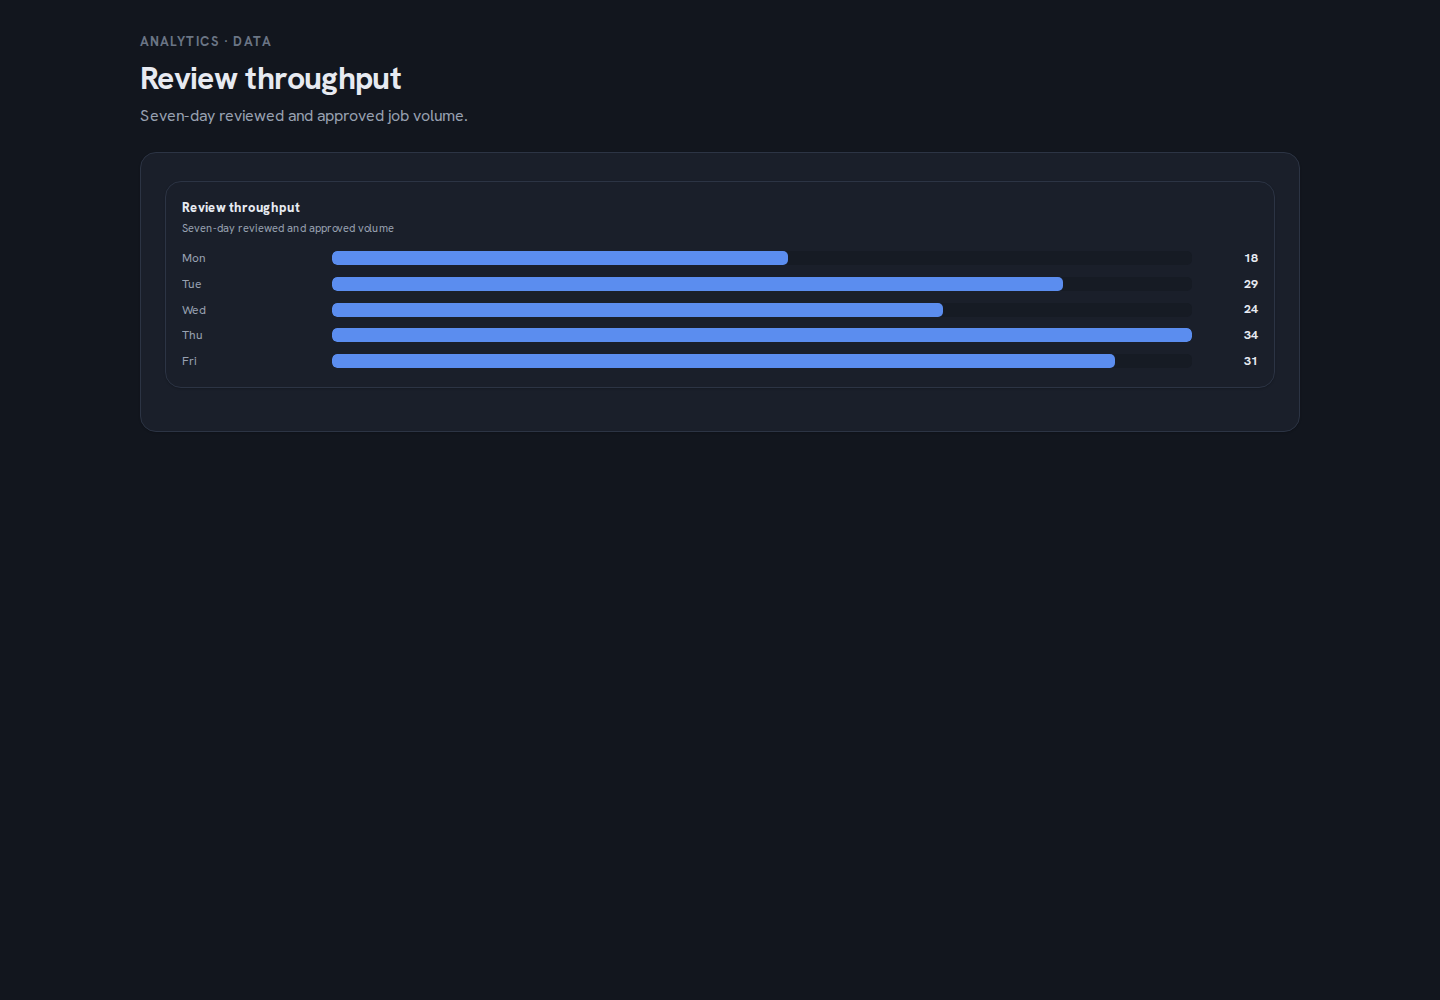 ANALYTICS · DATA
Review throughput
Seven-day reviewed and approved job volume.
Review throughput
Seven-day reviewed and approved volume
Mon 18
Tue 29
Wed 24
Thu 34
Fri 31